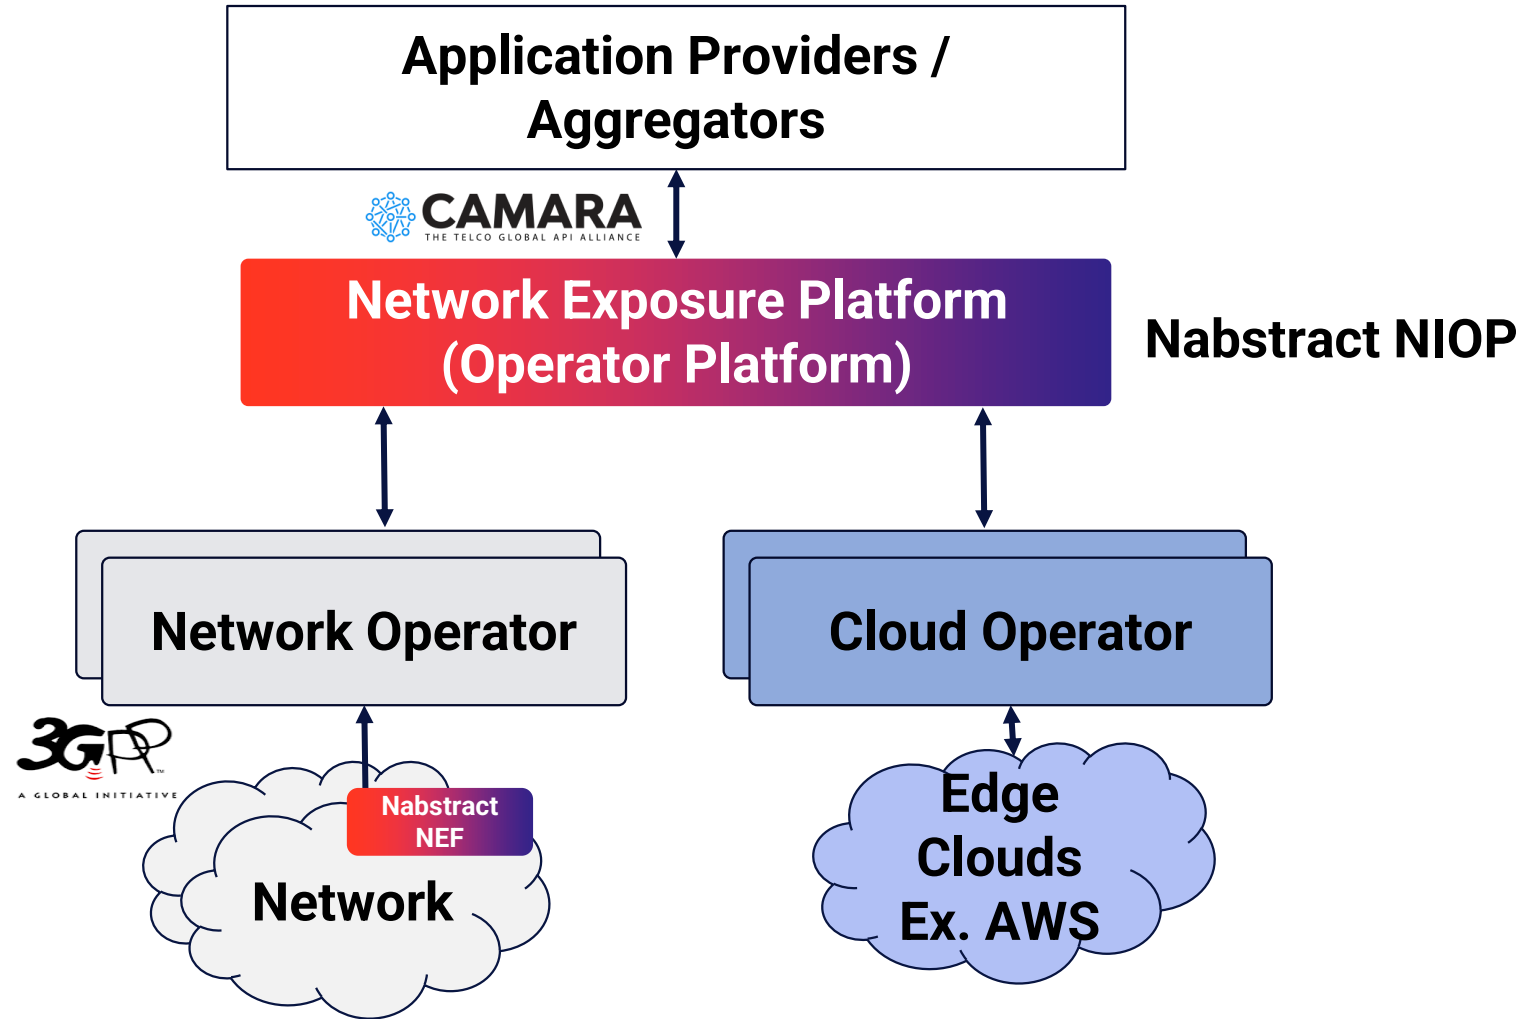 Application Providers /
Aggregators
CAMARA
THE TELCO GLOBAL API ALLIANCE
Network Exposure Platform
(Operator Platform)
Nabstract NIOP
Network Operator
Cloud Operator
3GPP
TM
A GLOBAL INITIATIVE
Nabstract
NEF
Network
Edge
Clouds
Ex. AWS